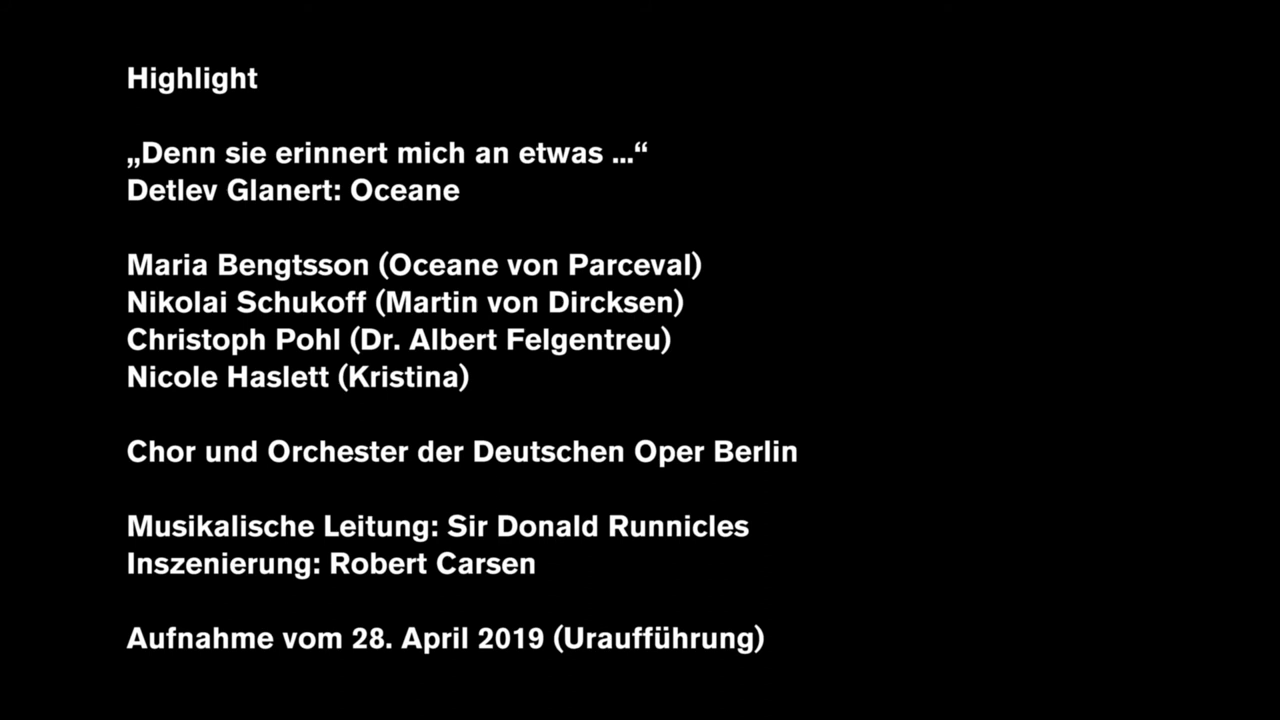 Highlight
„Denn sie erinnert mich an etwas ...“
Detlev Glanert: Oceane
Maria Bengtsson (Oceane von Parceval)
Nikolai Schukoff (Martin von Dircksen)
Christoph Pohl (Dr. Albert Felgentreu)
Nicole Haslett (Kristina)
Chor und Orchester der Deutschen Oper Berlin
Musikalische Leitung: Sir Donald Runnicles
Inszenierung: Robert Carsen
Aufnahme vom 28. April 2019 (Uraufführung)